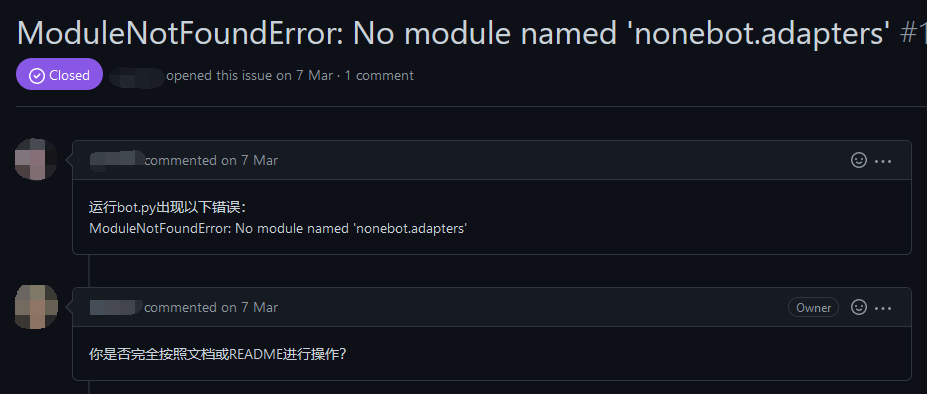 ModuleNotFoundError: No module named 'nonebot.adapters' #1
Closed opened this issue on 7 Mar · 1 comment
commented on 7 Mar
运行bot.py出现以下错误：
ModuleNotFoundError: No module named 'nonebot.adapters'
commented on 7 Mar Owner
你是否完全按照文档或README进行操作？